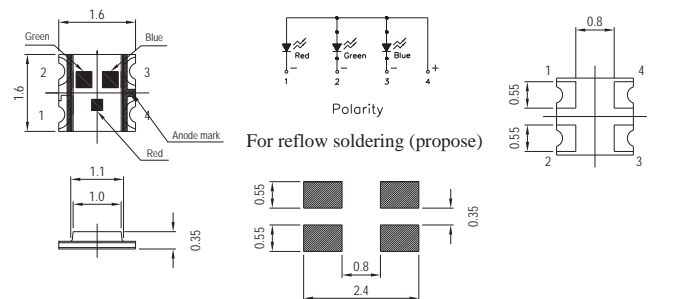 1.6
Green
Blue
2
3
1.6
1
4
Anode mark
Red
Red
Green
Blue
1
2
3
4
+
Polarity
For reflow soldering (propose)
0.8
1
4
0.55
0.55
2
3
1.1
1.0
0.35
0.55
0.55
0.35
0.8
2.4